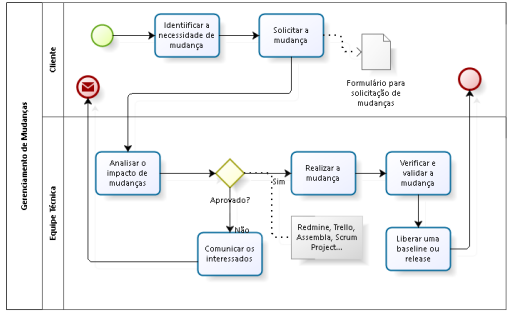 Gerenciamento de Mudanças
Cliente
Identiificar a
necessidade de
mudança
Solicitar a
mudança
Formulário para
solicitação de
mudanças
Equipe Técnica
Analisar o
impacto de
mudanças
Aprovado?
Sim
Não
Realizar a
mudança
Verificar e
validar a
mudança
Comunicar os
interessados
Redmine, Trello,
Assembla, Scrum
Project...
Liberar uma
baseline ou
release